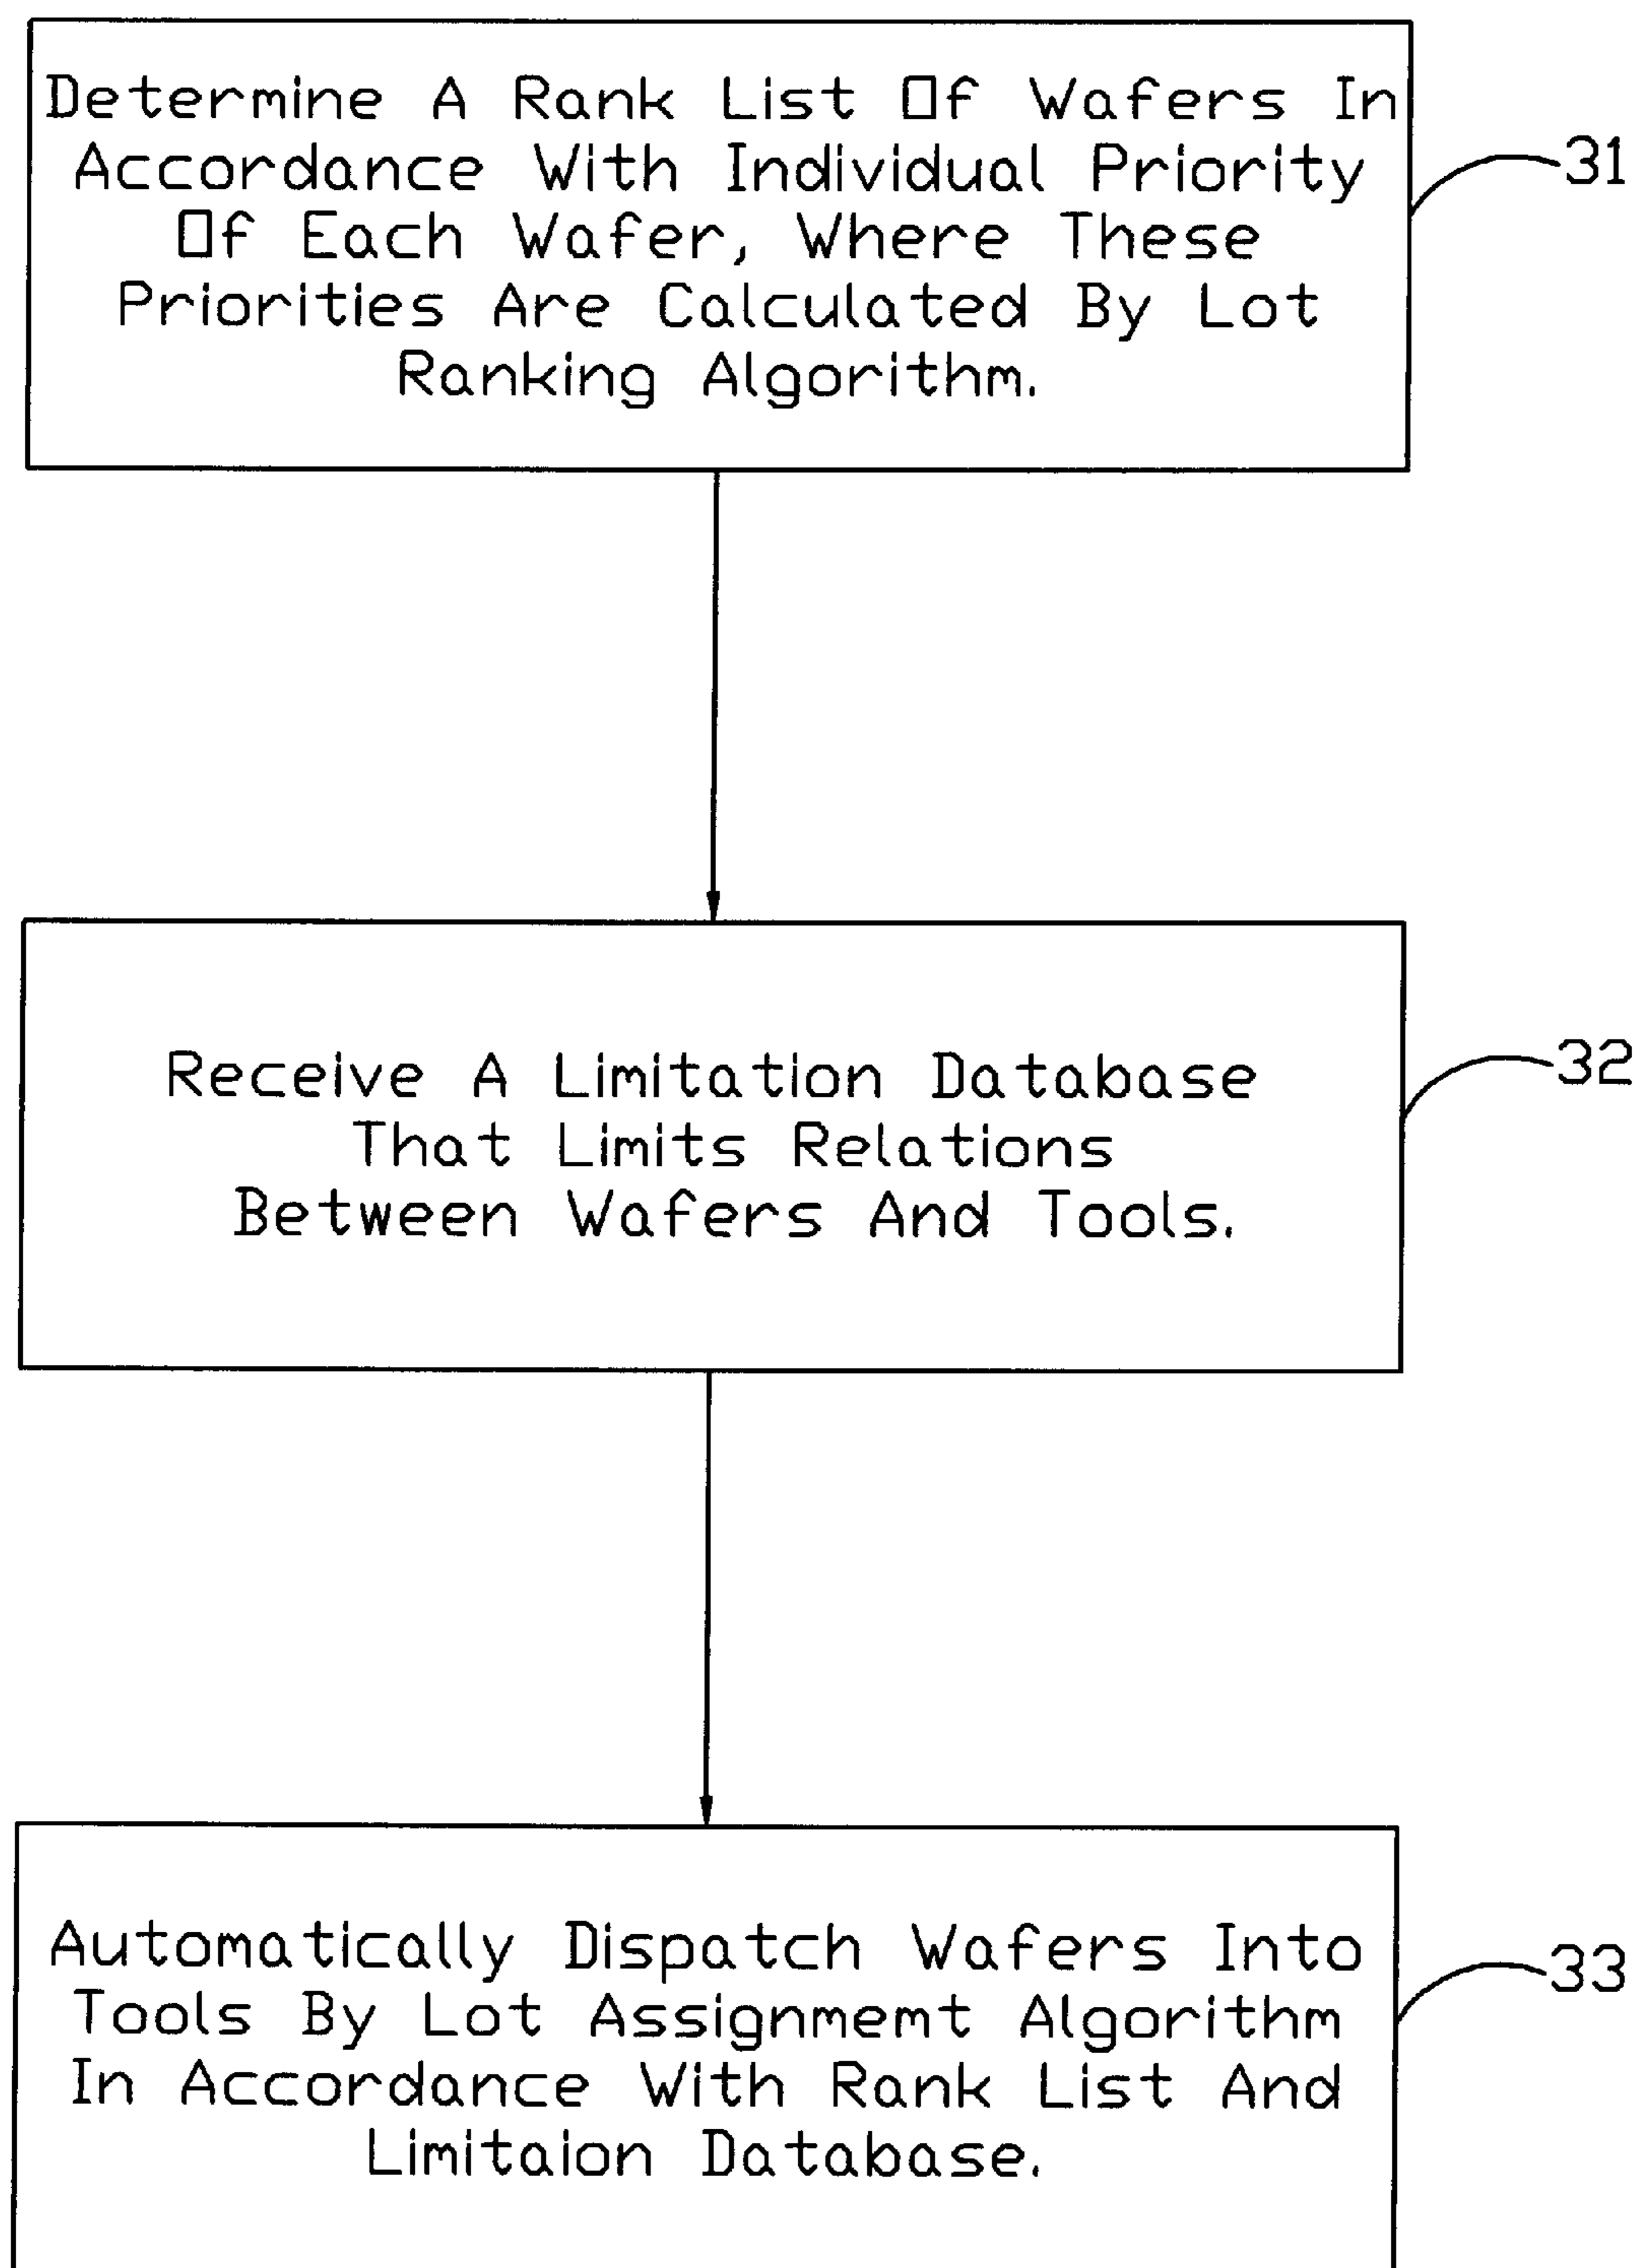 Determine A Rank List Of Wafers In
Accordance With Individual Priority
Of Each Wafer, Where These
Priorities Are Calculated By Lot
Ranking Algorithm.
31
Receive A Limitation Database
That Limits Relations
Between Wafers And Tools.
32
Automatically Dispatch Wafers Into
Tools By Lot Assignmemt Algorithm
In Accordance With Rank List And
Limitaion Database.
33